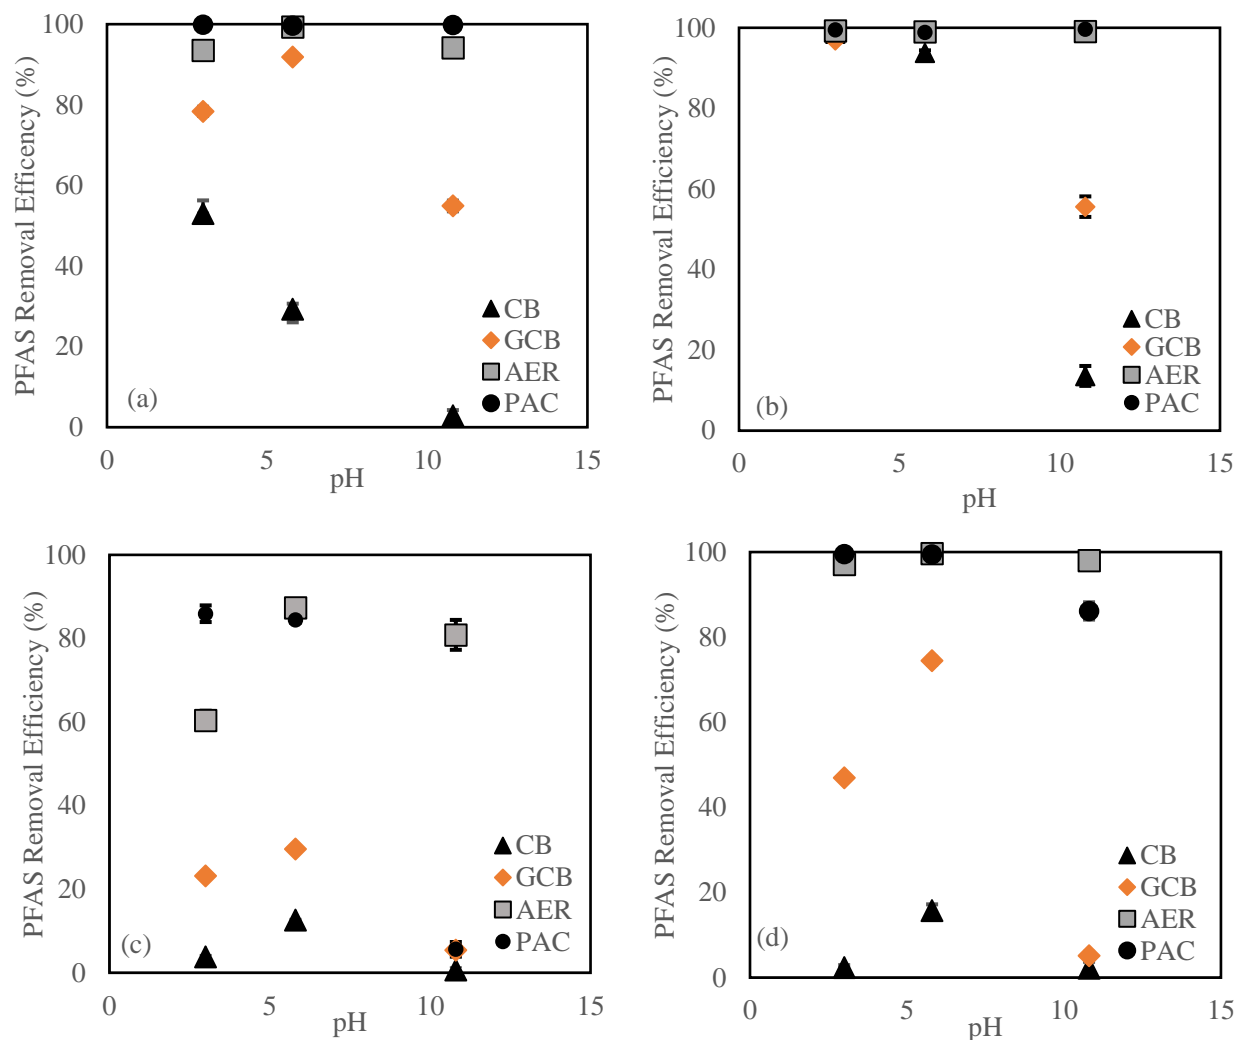 PFAS Removal Efficency (%)
100
80
60
40
20
0
CB
GCB
AER
PAC
(a)
0
5
10
15
pH
PFAS Removal Efficiency (%)
100
80
60
40
20
0
CB
GCB
AER
PAC
(b)
0
5
10
15
pH
PFAS Removal Efficiency (%)
100
80
60
40
20
0
CB
GCB
AER
PAC
(c)
0
5
10
15
pH
PFAS Removal Efficiency (%)
100
80
60
40
20
0
CB
GCB
AER
PAC
(d)
0
5
10
15
pH